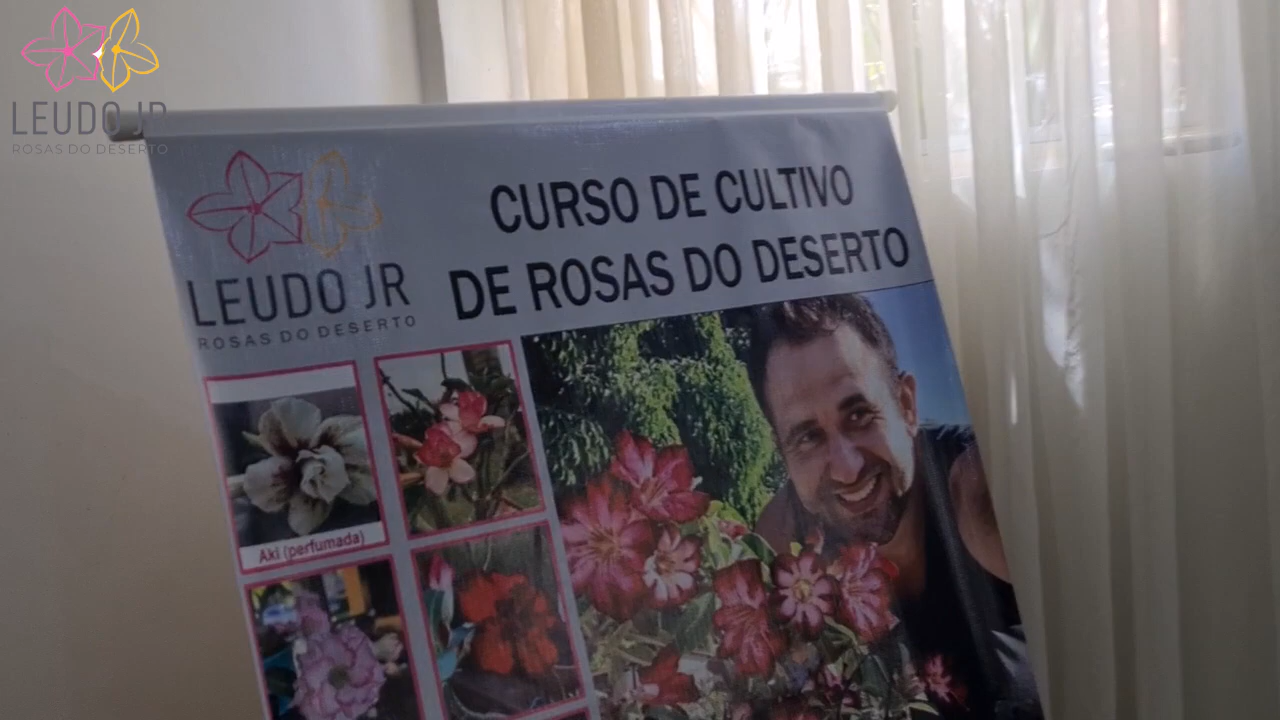 LEUDO JR
ROSAS DO DESERTO
CURSO DE CULTIVO
DE ROSAS DO DESERTO
LEUDO JR
ROSAS DO DESERTO
Aki (perfumada)